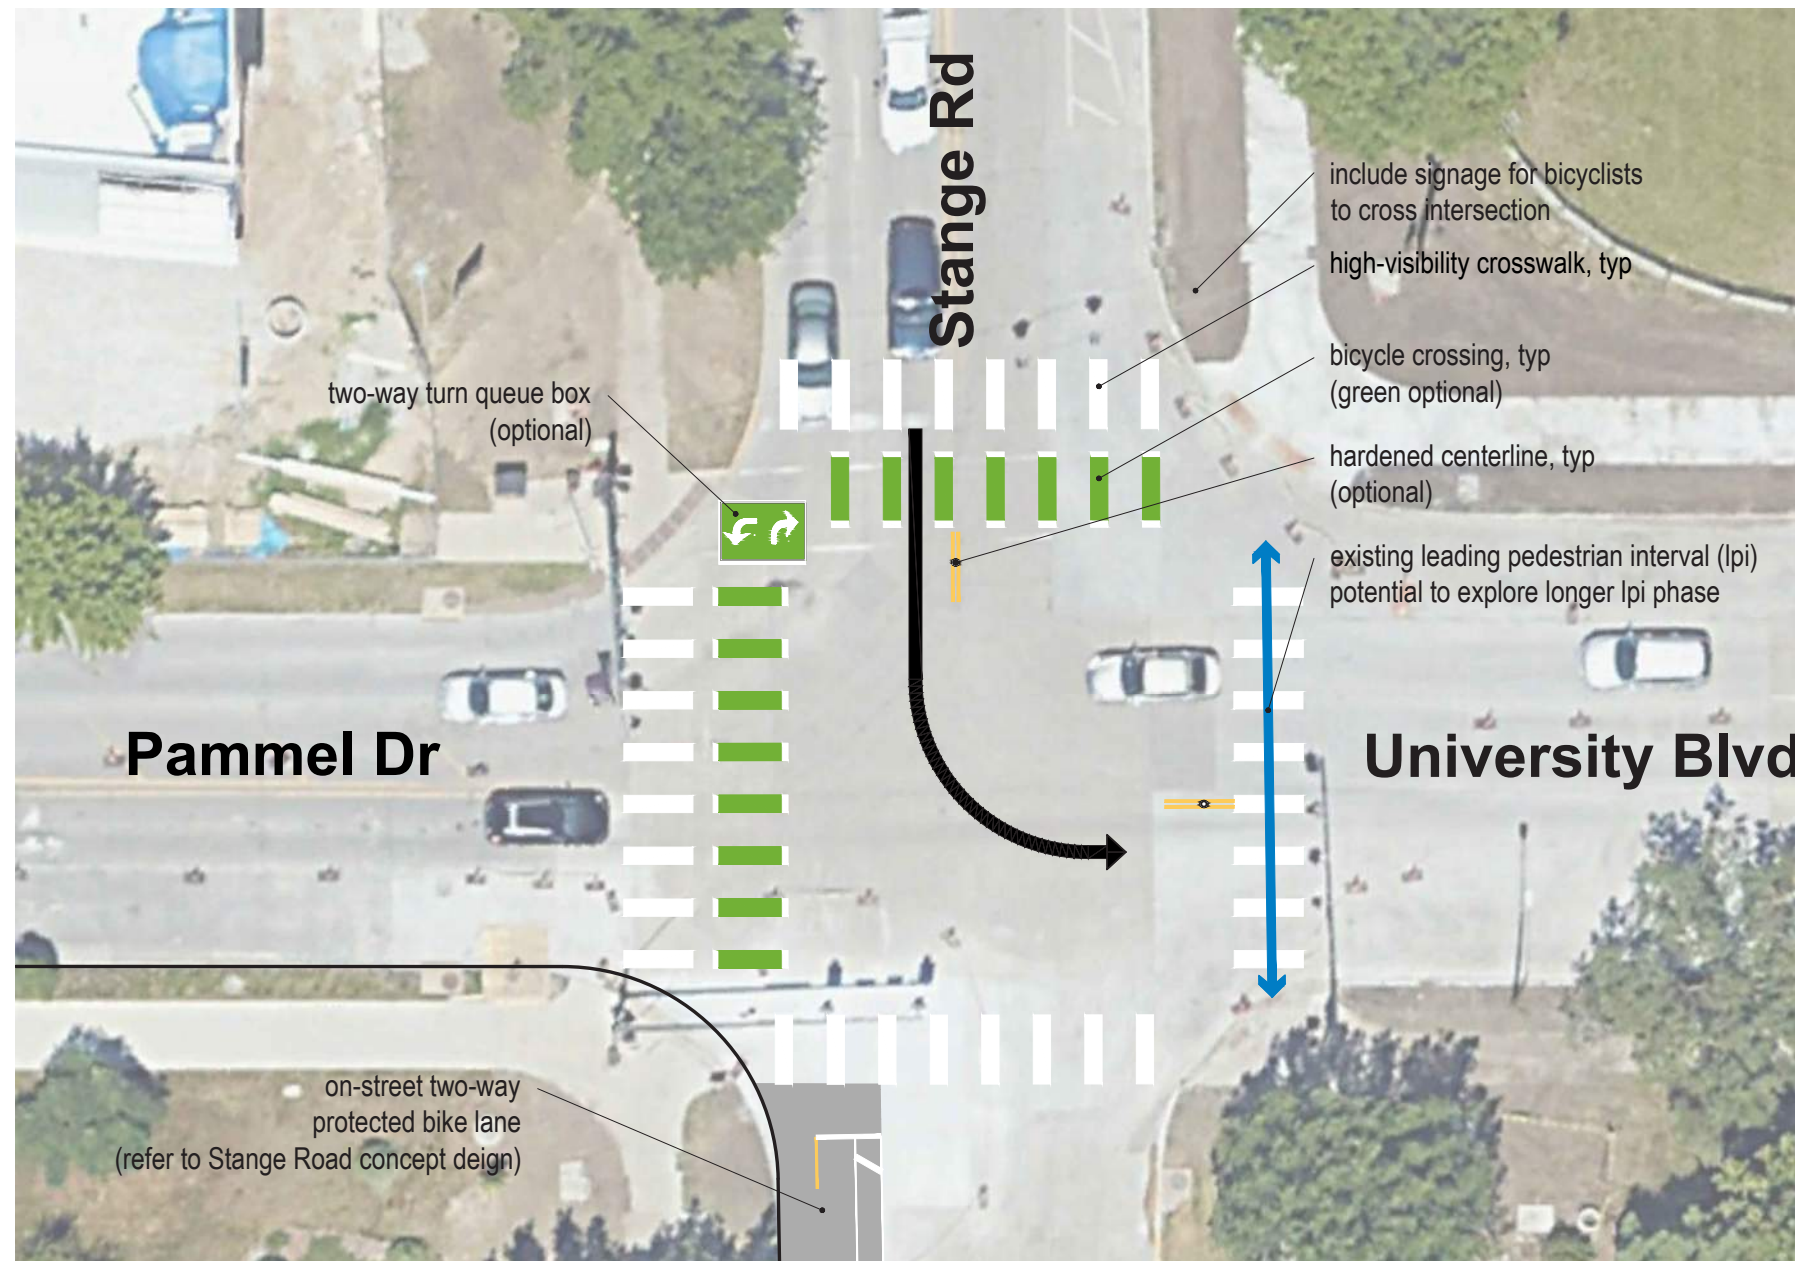 Stange Rd
include signage for bicyclists
to cross intersection
high-visibility crosswalk, typ
bicycle crossing, typ
(green optional)
two-way turn queue box
(optional)
hardened centerline, typ
(optional)
existing leading pedestrian interval (lpi)
potential to explore longer lpi phase
Pammel Dr
University Blvd
on-street two-way
protected bike lane
(refer to Stange Road concept deign)